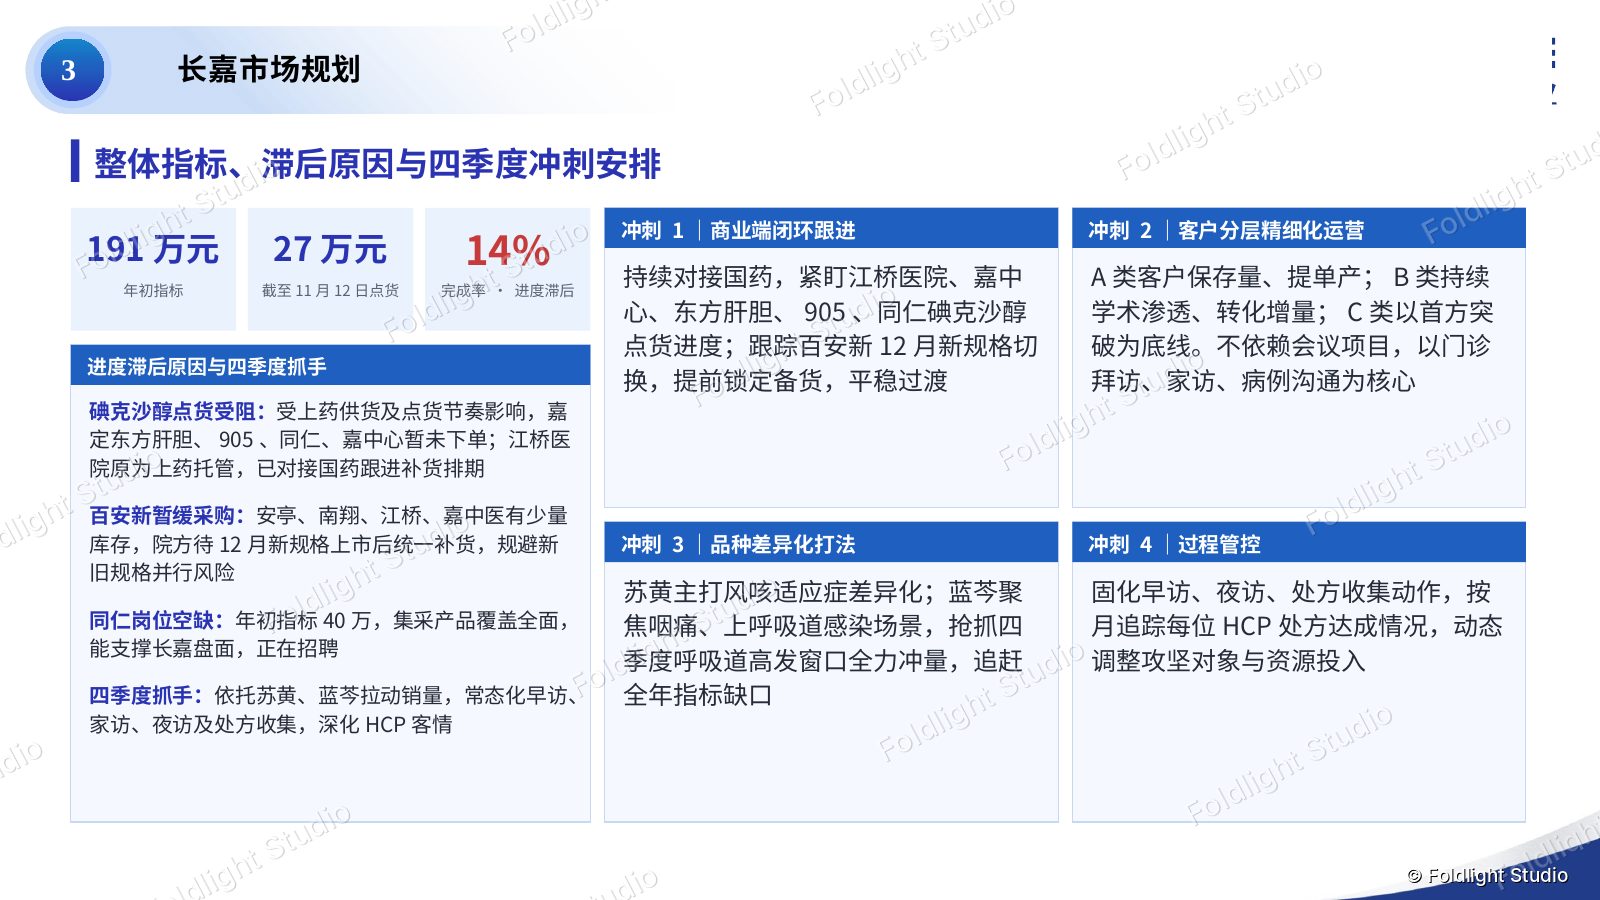 3
长嘉市场规划
整体指标、滞后原因与四季度冲刺安排
191 万元
年初指标
27 万元
截至 11 月 12 日点货
14%
完成率 · 进度滞后
进度滞后原因与四季度抓手
碘克沙醇点货受阻：受上药供货及点货节奏影响，嘉
定东方肝胆、 905 、同仁、嘉中心暂未下单；江桥医
院原为上药托管，已对接国药跟进补货排期
百安新暂缓采购：安亭、南翔、江桥、嘉中医有少量
库存，院方待 12 月新规格上市后统一补货，规避新
旧规格并行风险
同仁岗位空缺：年初指标 40 万，集采产品覆盖全面，
能支撑长嘉盘面，正在招聘
四季度抓手：依托苏黄、蓝芩拉动销量，常态化早访、
家访、夜访及处方收集，深化 HCP 客情
冲刺 1 ｜商业端闭环跟进
持续对接国药，紧盯江桥医院、嘉中
心、东方肝胆、 905 、同仁碘克沙醇
点货进度；跟踪百安新 12 月新规格切
换，提前锁定备货，平稳过渡
冲刺 2 ｜客户分层精细化运营
A 类客户保存量、提单产； B 类持续
学术渗透、转化增量； C 类以首方突
破为底线。不依赖会议项目，以门诊
拜访、家访、病例沟通为核心
冲刺 3 ｜品种差异化打法
苏黄主打风咳适应症差异化；蓝芩聚
焦咽痛、上呼吸道感染场景，抢抓四
季度呼吸道高发窗口全力冲量，追赶
全年指标缺口
冲刺 4 ｜过程管控
固化早访、夜访、处方收集动作，按
月追踪每位 HCP 处方达成情况，动态
调整攻坚对象与资源投入
© Foldlight Studio